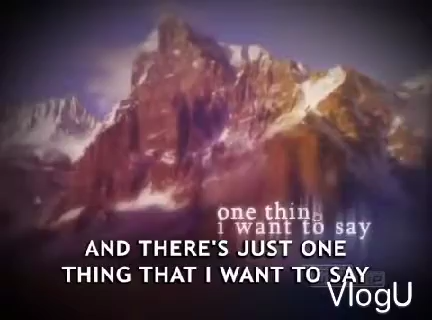 one thing
i want to say
AND THERE'S JUST ONE
THING THAT I WANT TO SAY
VlogU